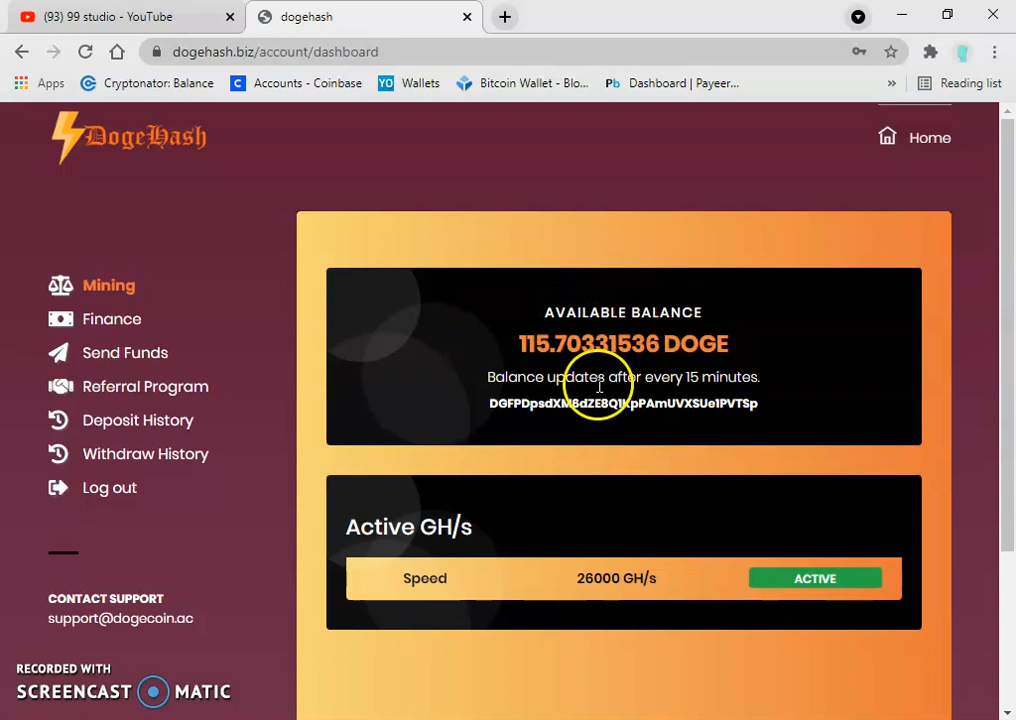 (93) 99 studio - YouTube
dogehash
dogehash.biz/account/dashboard
Apps
Cryptonator: Balance
Accounts - Coinbase
YO Wallets
Bitcoin Wallet - Blo...
Pb Dashboard | Payeer...
»
Reading list
DogeHash
Home
Mining
Finance
Send Funds
Referral Program
Deposit History
Withdraw History
Log out
CONTACT SUPPORT
support@dogecoin.ac
AVAILABLE BALANCE
115.70331536 DOGE
Balance updates after every 15 minutes.
DGFPDpsdXM6dZE8Q1KpPAmUVXSUe1PVTSp
Active GH/s
Speed 26000 GH/s ACTIVE
RECORDED WITH
SCREENCAST MATIC